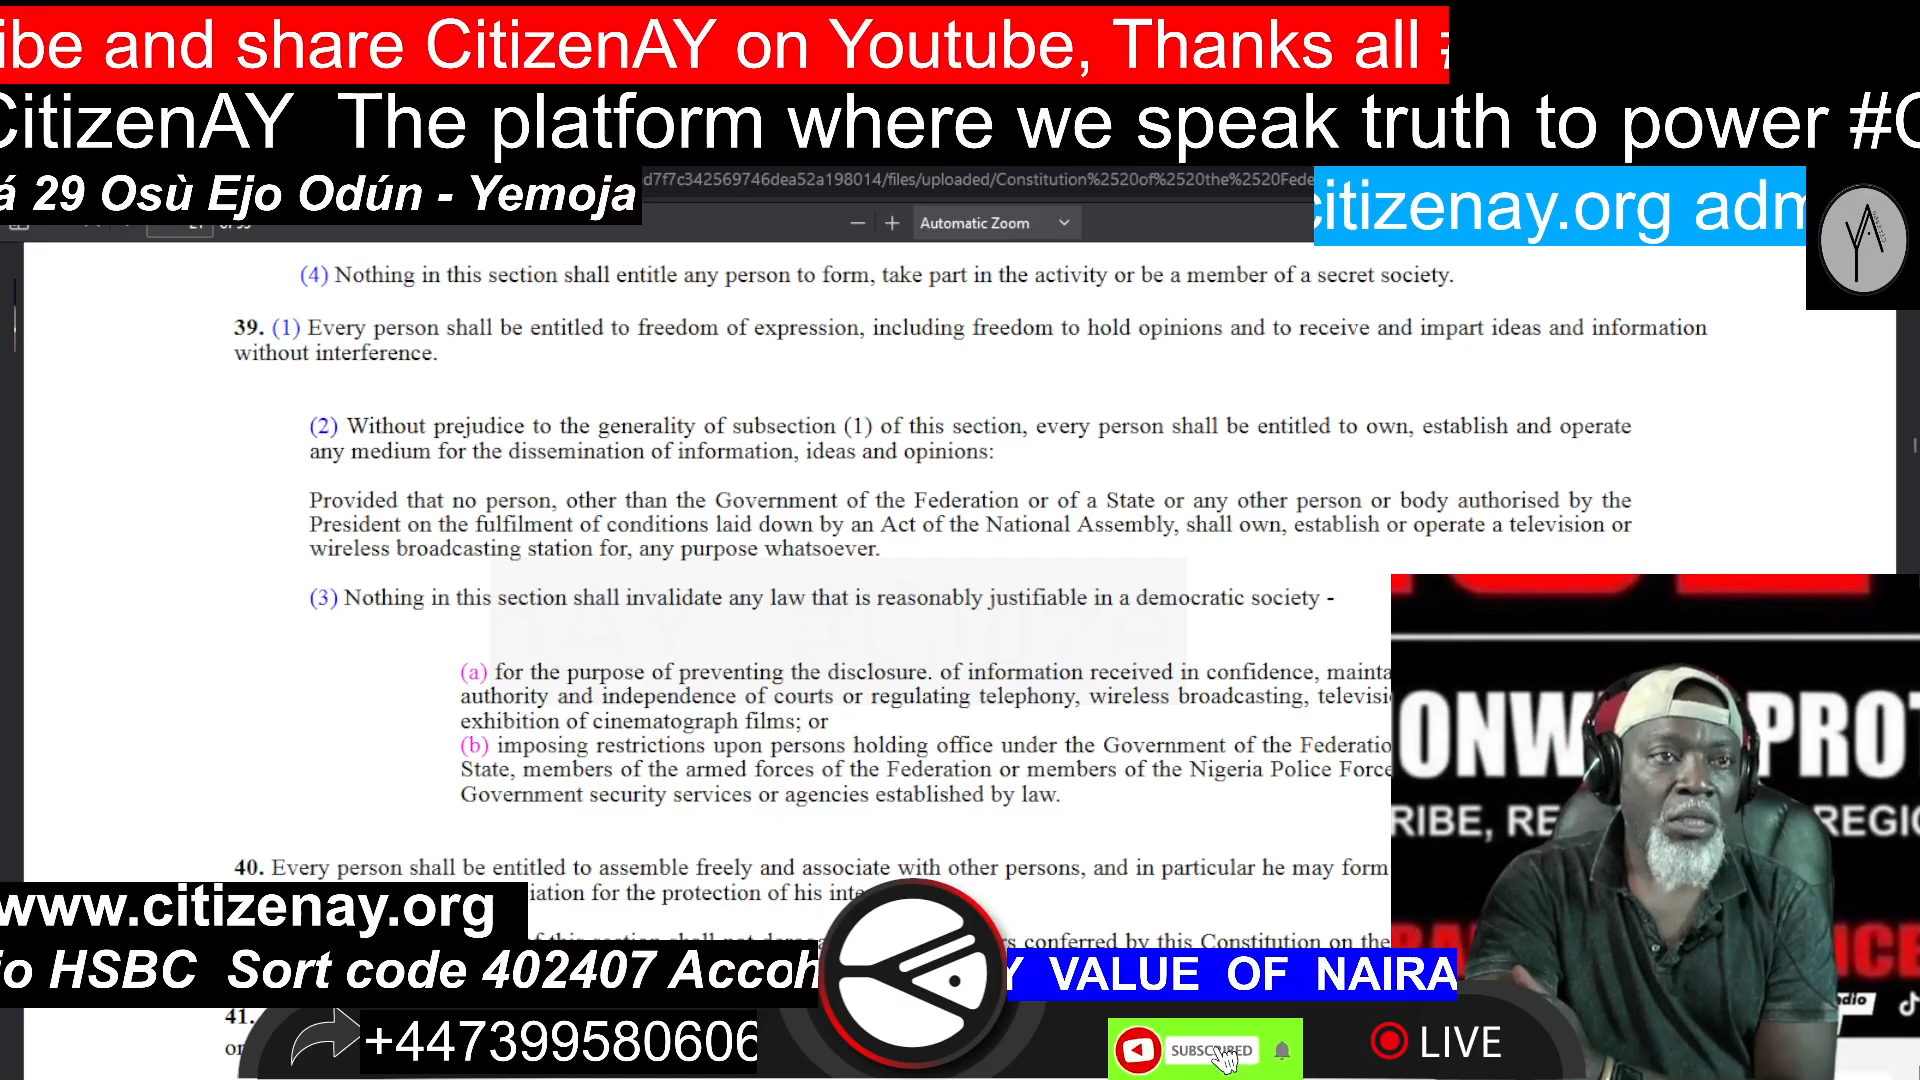 ibe and share CitizenAY on Youtube, Thanks all
CitizenAY The platform where we speak truth to power
á 29 Osù Ejo Odún - Yemoja
d7f7c342569746dea52a198014/files/uploaded/Constitution%2520of%2520the%2520Fede
citizenay.org adm
Automatic Zoom
(4) Nothing in this section shall entitle any person to form, take part in the activity or be a member of a secret society.
39. (1) Every person shall be entitled to freedom of expression, including freedom to hold opinions and to receive and impart ideas and information
without interference.
(2) Without prejudice to the generality of subsection (1) of this section, every person shall be entitled to own, establish and operate
any medium for the dissemination of information, ideas and opinions:
Provided that no person, other than the Government of the Federation or of a State or any other person or body authorised by the
President on the fulfilment of conditions laid down by an Act of the National Assembly, shall own, establish or operate a television or
wireless broadcasting station for, any purpose whatsoever.
(3) Nothing in this section shall invalidate any law that is reasonably justifiable in a democratic society -
(a) for the purpose of preventing the disclosure. of information received in confidence, mainta
authority and independence of courts or regulating telephony, wireless broadcasting, televisi
exhibition of cinematograph films; or
(b) imposing restrictions upon persons holding office under the Government of the Federatio
State, members of the armed forces of the Federation or members of the Nigeria Police Force
Government security services or agencies established by law.
ONW PROT
RIBE, RE REGIO
40. Every person shall be entitled to assemble freely and associate with other persons, and in particular he may form
iation for the protection of his inte
conferred by this Constitution on the
www.citizenay.org
fo HSBC Sort code 402407 Acco
Y VALUE OF NAIRA
41.
+447399580606
SUBSCRIBED
LIVE